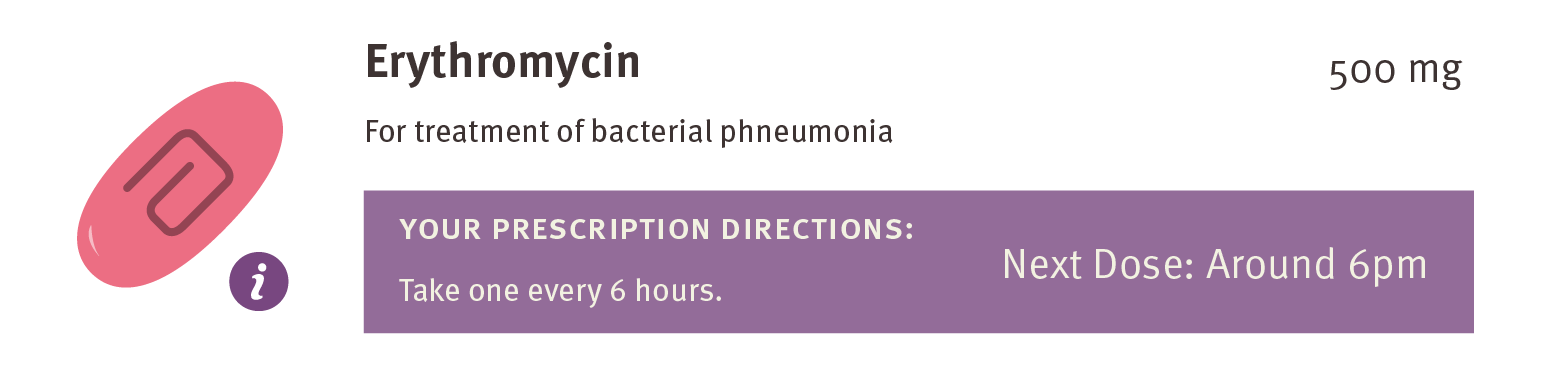 Erythromycin
500 mg
For treatment of bacterial phneumonia
YOUR PRESCRIPTION DIRECTIONS:
Take one every 6 hours.
Next Dose: Around 6pm
i